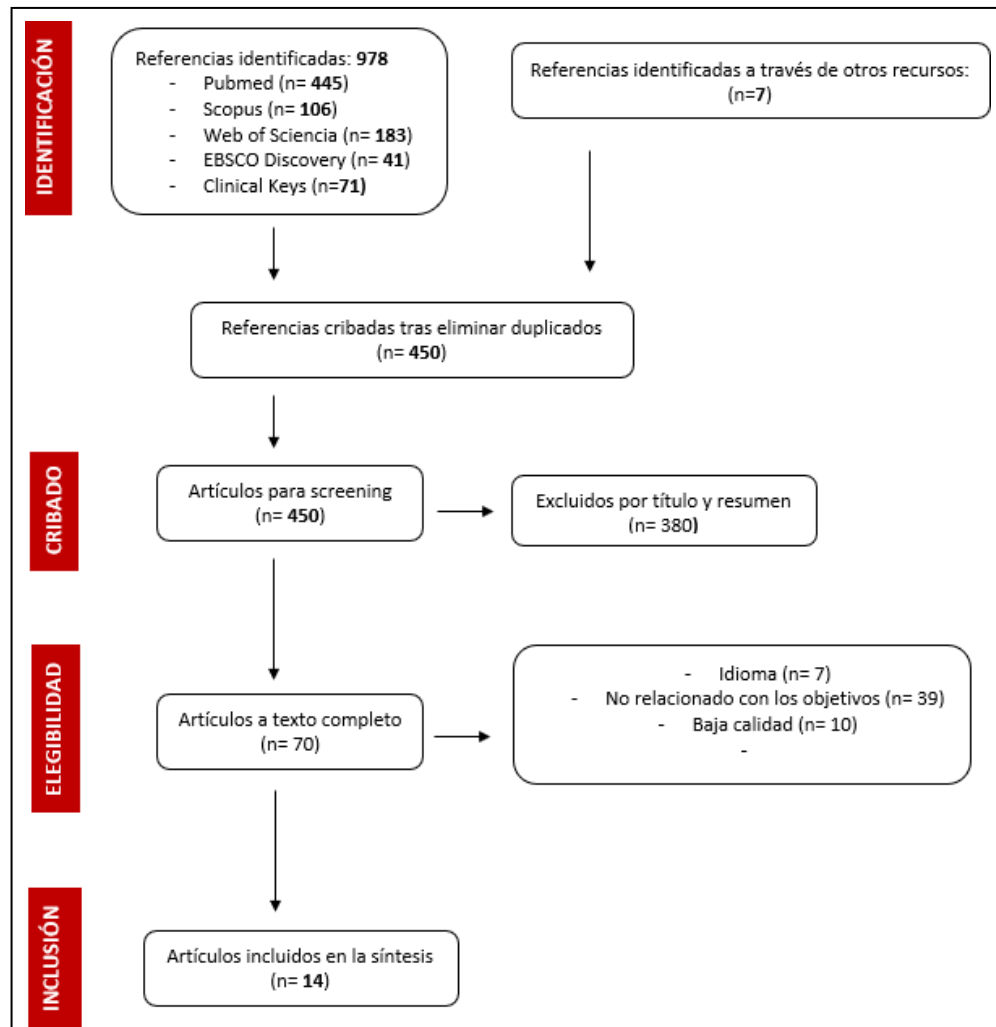 IDENTIFICACIÓN
Referencias identificadas: 978
- Pubmed (n= 445)
- Scopus (n= 106)
- Web of Sciencia (n= 183)
- EBSCO Discovery (n= 41)
- Clinical Keys (n=71)
Referencias identificadas a través de otros recursos:
(n=7)
Referencias cribadas tras eliminar duplicados
(n= 450)
CRIBADO
Artículos para screening
(n= 450)
Excluidos por título y resumen
(n= 380)
ELEGIBILIDAD
Artículos a texto completo
(n= 70)
- Idioma (n= 7)
- No relacionado con los objetivos (n= 39)
- Baja calidad (n= 10)
-
INCLUSIÓN
Artículos incluidos en la síntesis
(n= 14)